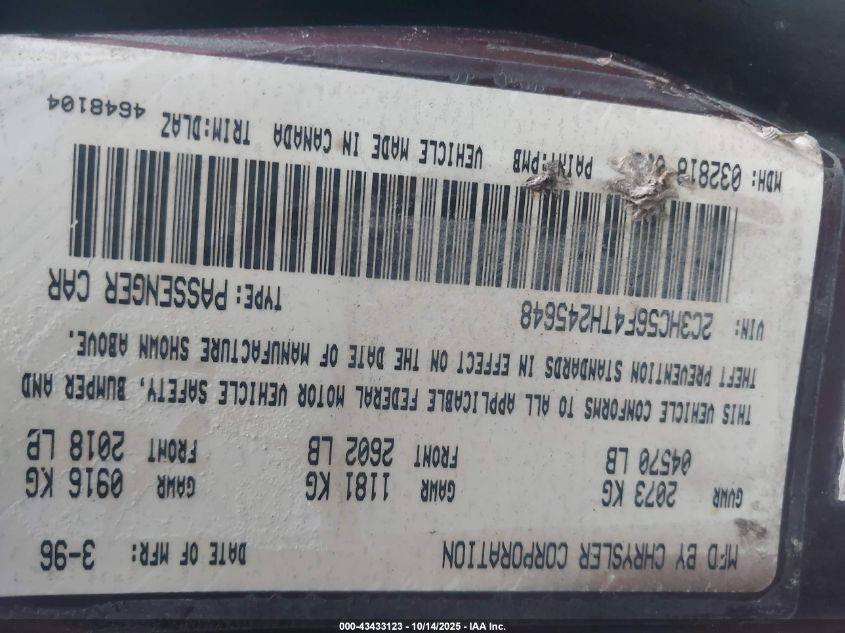 MFD BY CHRYSLER CORPORATION DATE OF MFR: 3-96
GVWR 2073 KG GAWR 1181 KG GAWR 0916 KG
04570 LB FRONT 2602 LB FRONT 2018 LB
THIS VEHICLE CONFORMS TO ALL APPLICABLE FEDERAL MOTOR VEHICLE SAFETY, BUMPER AND
THEFT PREVENTION STANDARDS IN EFFECT ON THE DATE OF MANUFACTURE SHOWN ABOVE.
VIN: 2C3HC56F4TH245648 TYPE: PASSENGER CAR
MDH: 032818 PAINT:PMB VEHICLE MADE IN CANADA TRIM:DLAZ
4648104
000-43433123 - 10/14/2025 - IAA Inc.